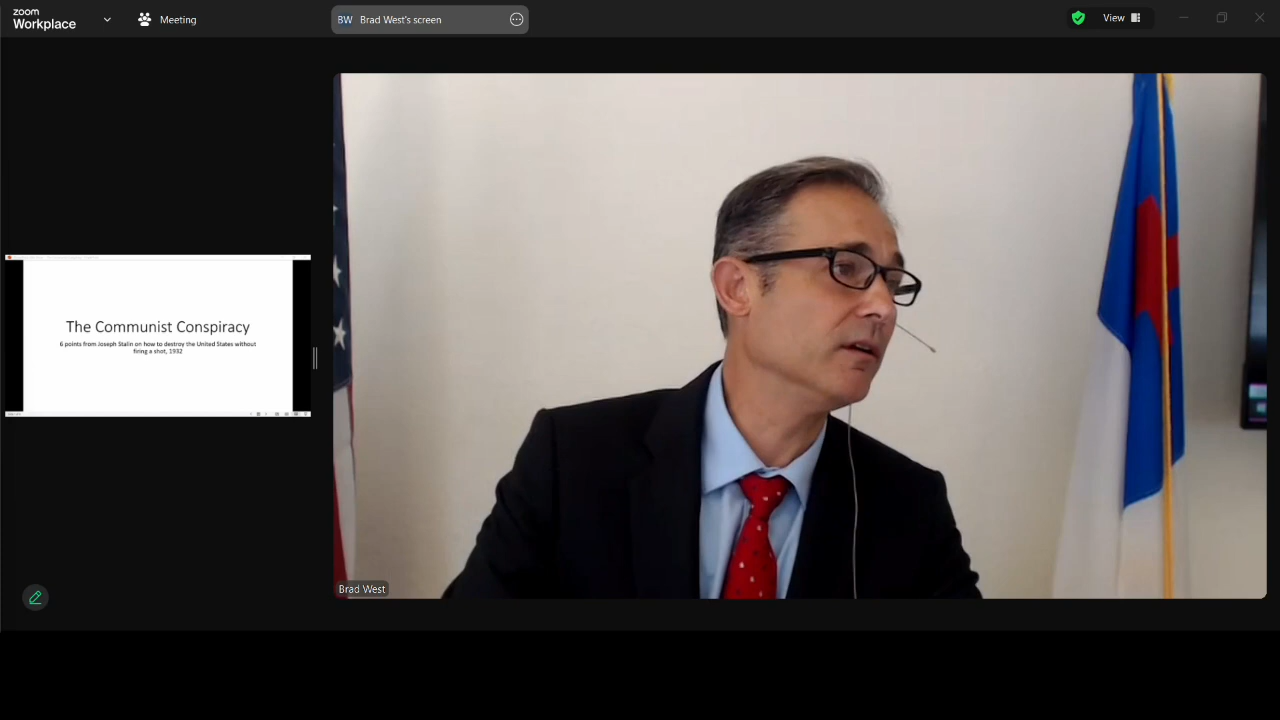 zoom
Workplace
Meeting
BW Brad West's screen
View
The Communist Conspiracy
6 points from Joseph Stalin on how to destroy the United States without
firing a shot, 1932
Brad West